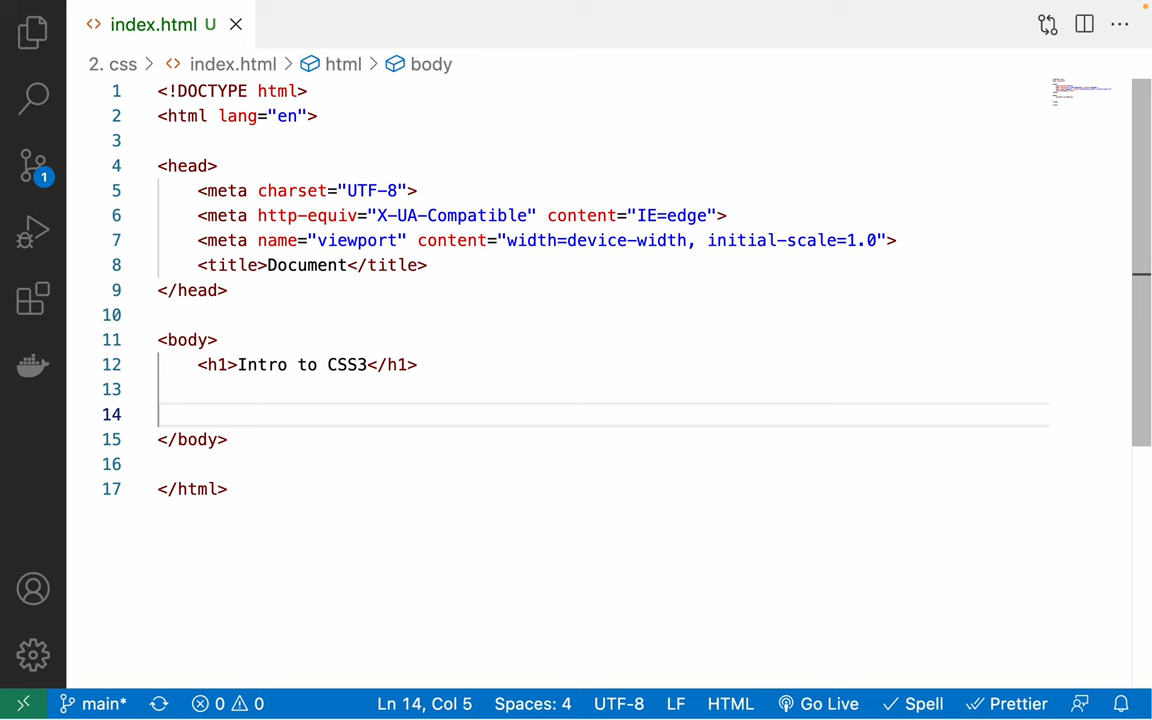 index.html U
2. css > index.html > html > body
1 <!DOCTYPE html>
2 <html lang="en">
3
4 <head>
5 <meta charset="UTF-8">
6 <meta http-equiv="X-UA-Compatible" content="IE=edge">
7 <meta name="viewport" content="width=device-width, initial-scale=1.0">
8 <title>Document</title>
9 </head>
10
11 <body>
12 <h1>Intro to CSS3</h1>
13
14
15 </body>
16
17 </html>
1
main* 0 0 Ln 14, Col 5 Spaces: 4 UTF-8 LF HTML Go Live Spell Prettier